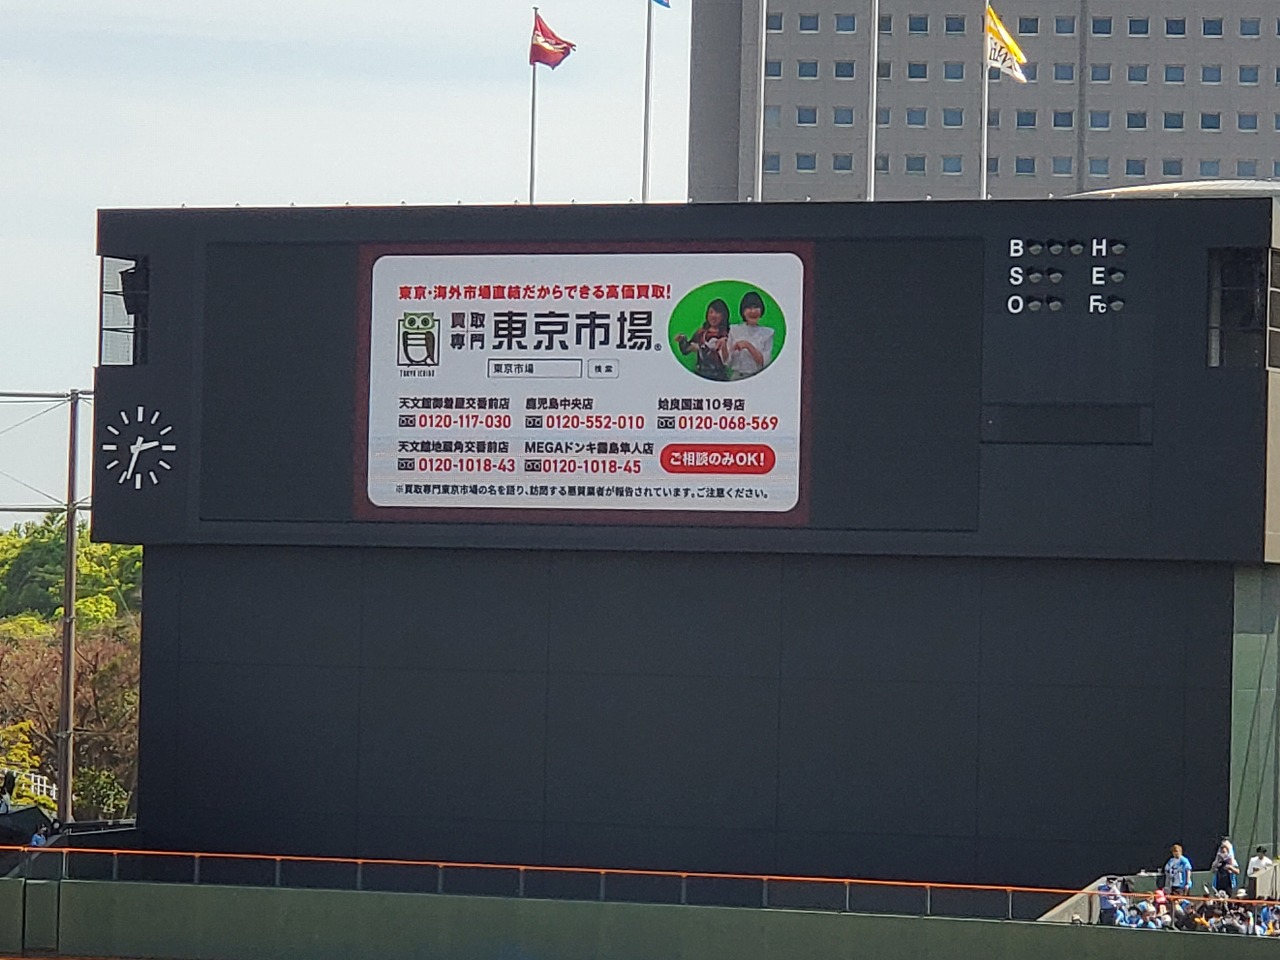 東京・海外市場直結だからできる高価買取!
買取専門 東京市場®
TOKYO ICHIBA
東京市場 検索
天文館御着屋交番前店 鹿児島中央店 姶良国道10号店
0120-117-030 0120-552-010 0120-068-569
天文館地蔵角交番前店 MEGAドンキ霧島隼人店
0120-1018-43 0120-1018-45 ご相談のみOK!
※買取専門東京市場の名を語り、訪問する悪質業者が報告されています。ご注意ください。
B H
S E
O Fc